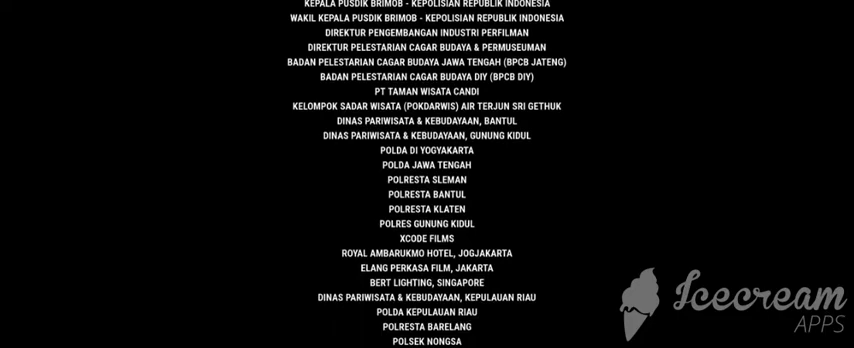 KEPALA PUSDIK BRIMOB - KEPOLISIAN REPUBLIK INDONESIA
WAKIL KEPALA PUSDIK BRIMOB - KEPOLISIAN REPUBLIK INDONESIA
DIREKTUR PENGEMBANGAN INDUSTRI PERFILMAN
DIREKTUR PELESTARIAN CAGAR BUDAYA & PERMUSEUMAN
BADAN PELESTARIAN CAGAR BUDAYA JAWA TENGAH (BPCB JATENG)
BADAN PELESTARIAN CAGAR BUDAYA DIY (BPCB DIY)
PT TAMAN WISATA CANDI
KELOMPOK SADAR WISATA (POKDARWIS) AIR TERJUN SRI GETHUK
DINAS PARIWISATA & KEBUDAYAAN, BANTUL
DINAS PARIWISATA & KEBUDAYAAN, GUNUNG KIDUL
POLDA DI YOGYAKARTA
POLDA JAWA TENGAH
POLRESTA SLEMAN
POLRESTA BANTUL
POLRESTA KLATEN
POLRES GUNUNG KIDUL
XCODE FILMS
ROYAL AMBARUKMO HOTEL, JOGJAKARTA
ELANG PERKASA FILM, JAKARTA
BERT LIGHTING, SINGAPORE
DINAS PARIWISATA & KEBUDAYAAN, KEPULAUAN RIAU
POLDA KEPULAUAN RIAU
POLRESTA BARELANG
POLSEK NONGSA
Icecream
APPS